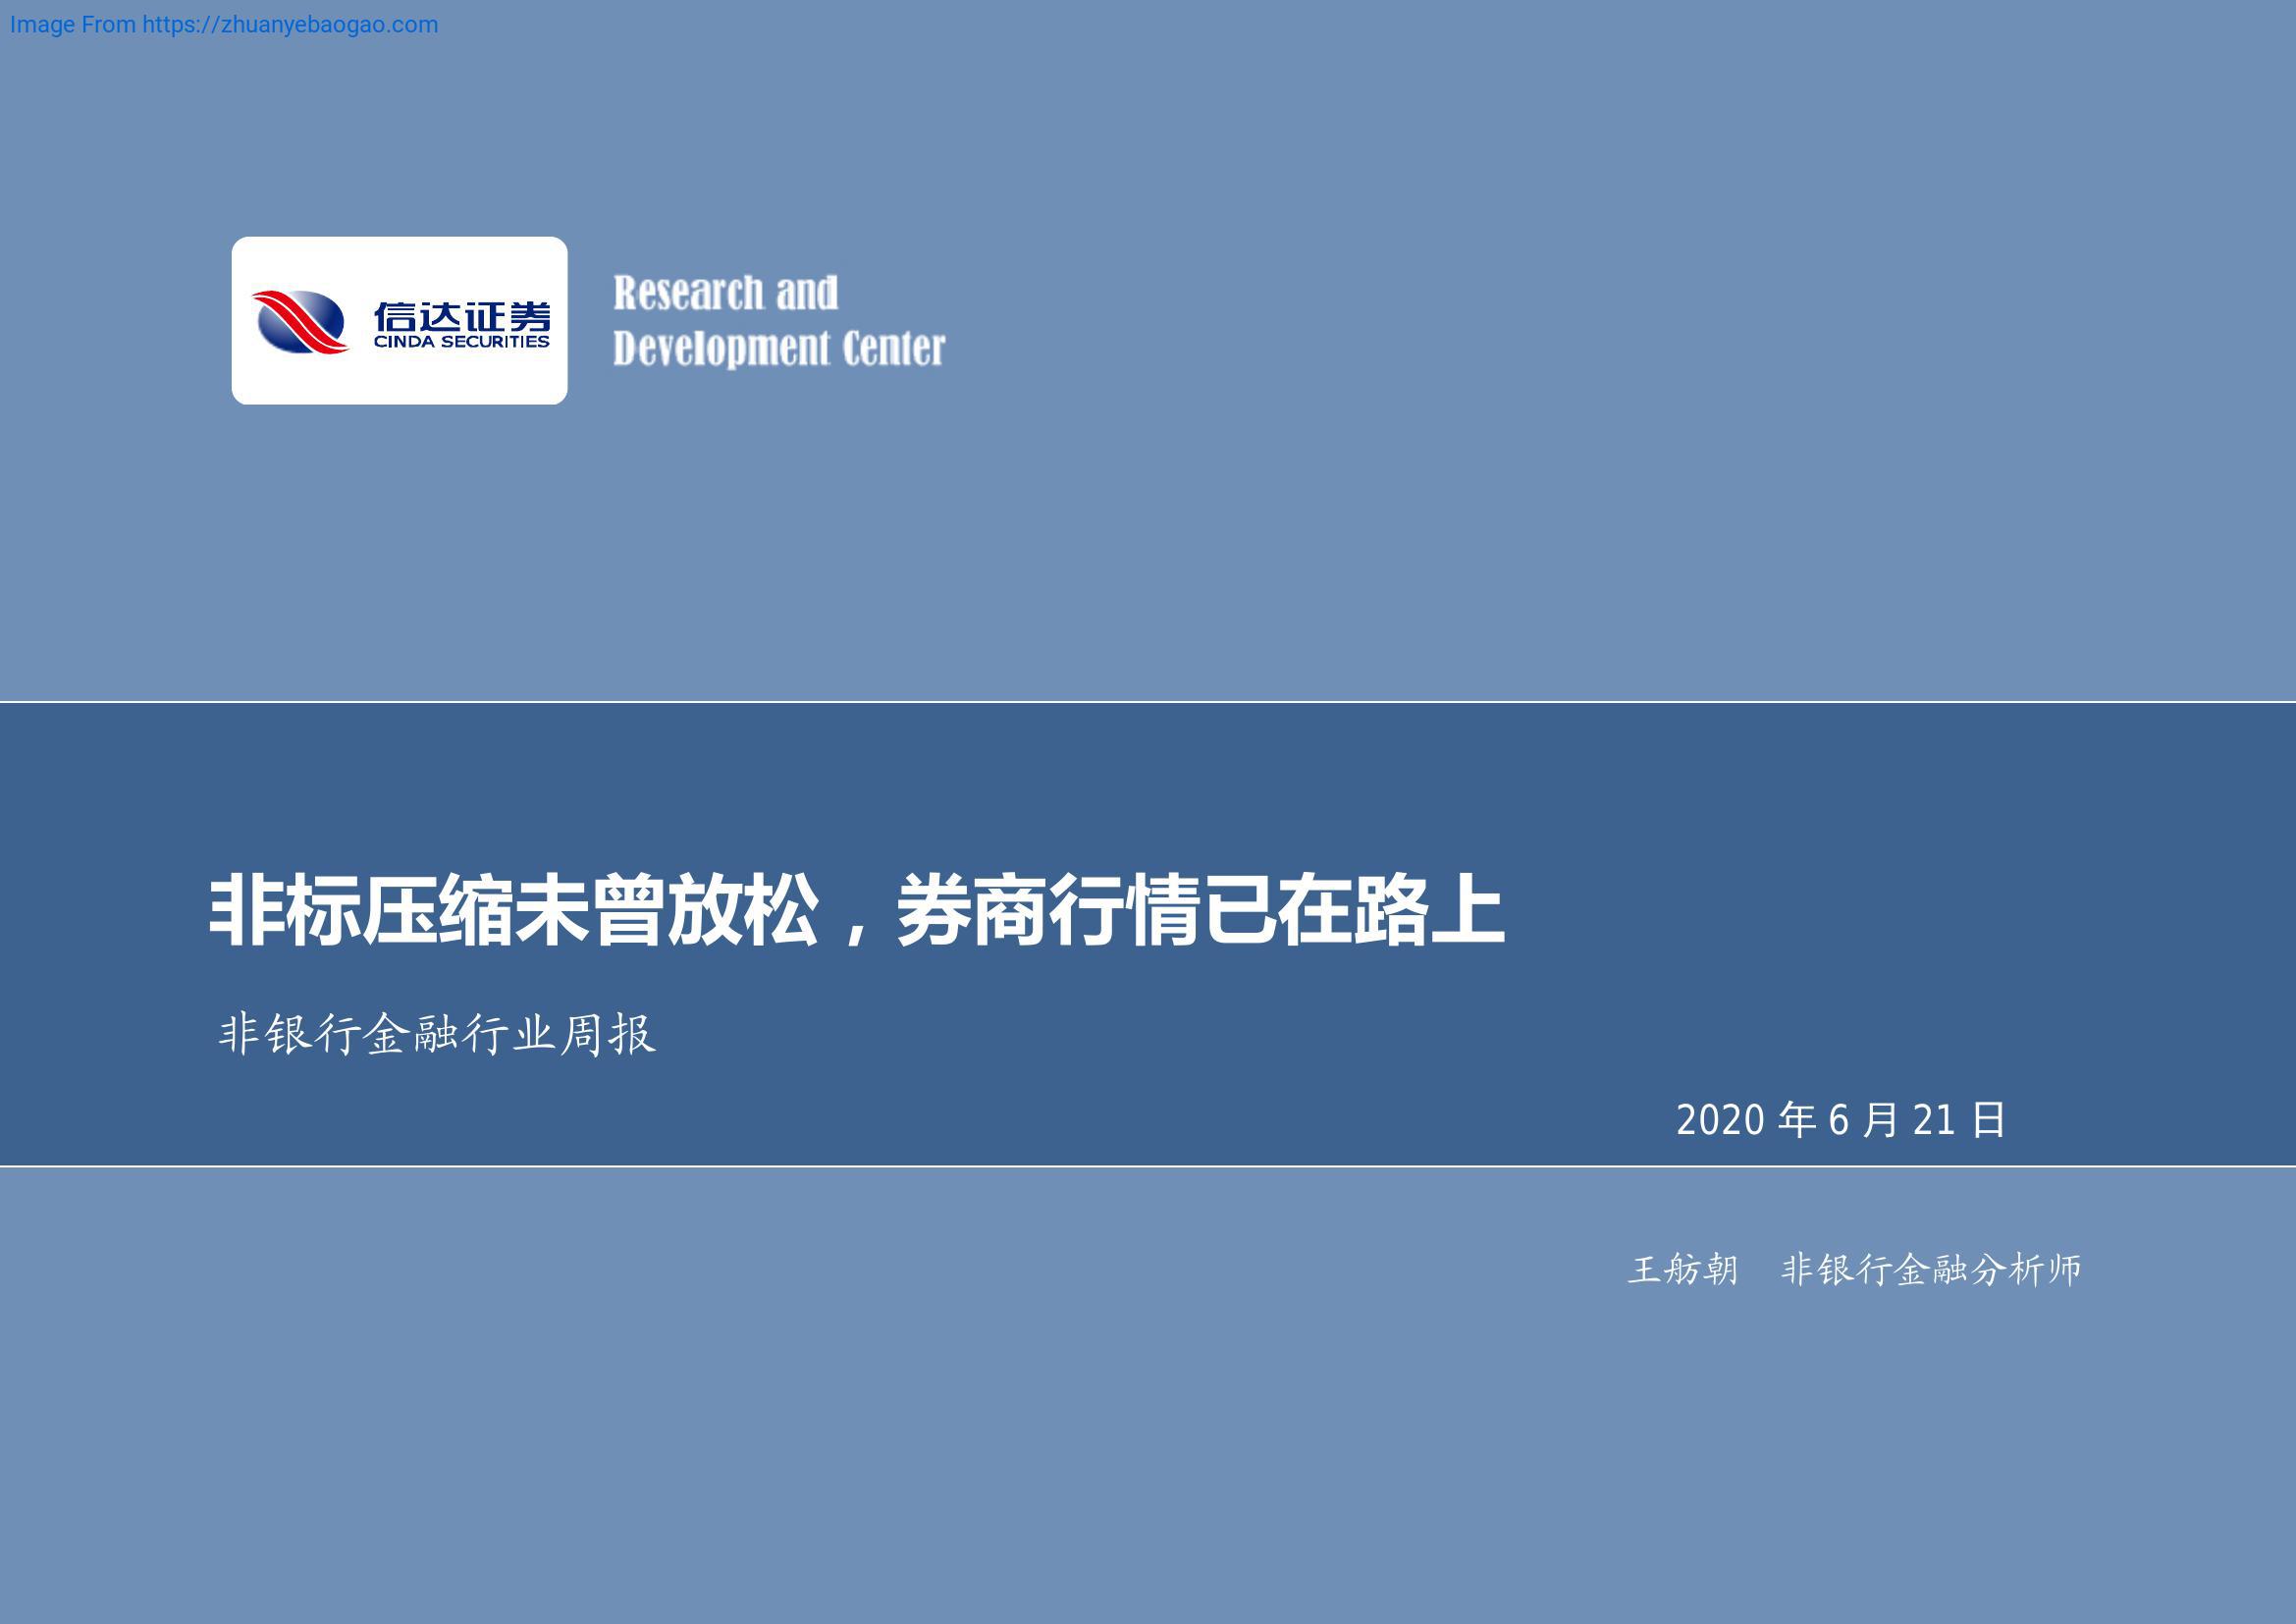 Image From https://zhuanyebaogao.com
信达证券
CINDA SECURITIES
Research and
Development Center
非标压缩未曾放松，券商行情已在路上
非银行金融行业周报
2020 年 6 月 21 日
王舫朝 非银行金融分析师